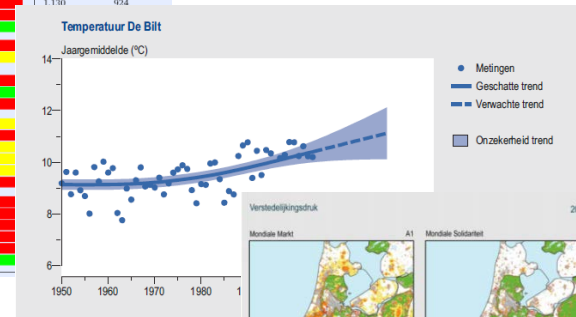 1.130 924
Temperatuur De Bilt
Jaargemiddelde (ºC)
14
12
10
8
6
1950 1960 1970 1980 1
Metingen
Geschatte trend
Verwachte trend
Onzekerheid trend
Verstedelijkingsdruk 20
Mondiale Markt A1 Mondiale Solidariteit